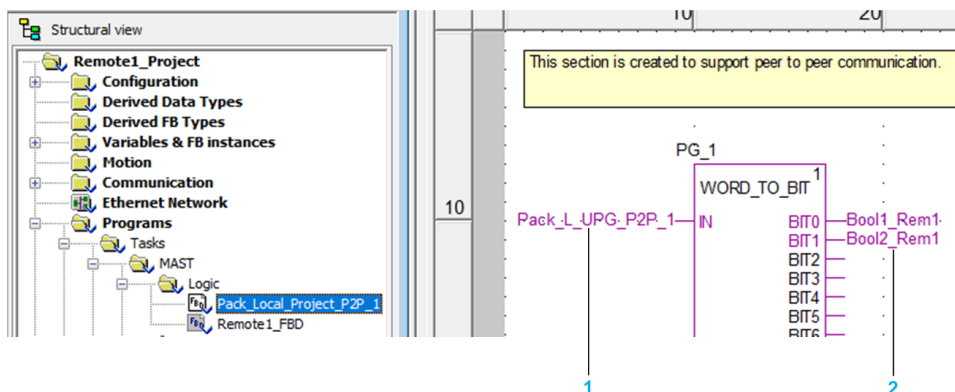 Structural view
Remote1_Project
Configuration
Derived Data Types
Derived FB Types
Variables & FB instances
Motion
Communication
Ethernet Network
Programs
Tasks
MAST
Logic
Pack_Local_Project_P2P_1
Remote1_FBD
10
20
This section is created to support peer to peer communication.
PG_1
1
WORD_TO_BIT
10
Pack_L_UPG_P2P_1
IN
BIT0
Bool1_Rem1
BIT1
Bool2_Rem1
BIT2
BIT3
BIT4
BIT5
BIT6
1
2